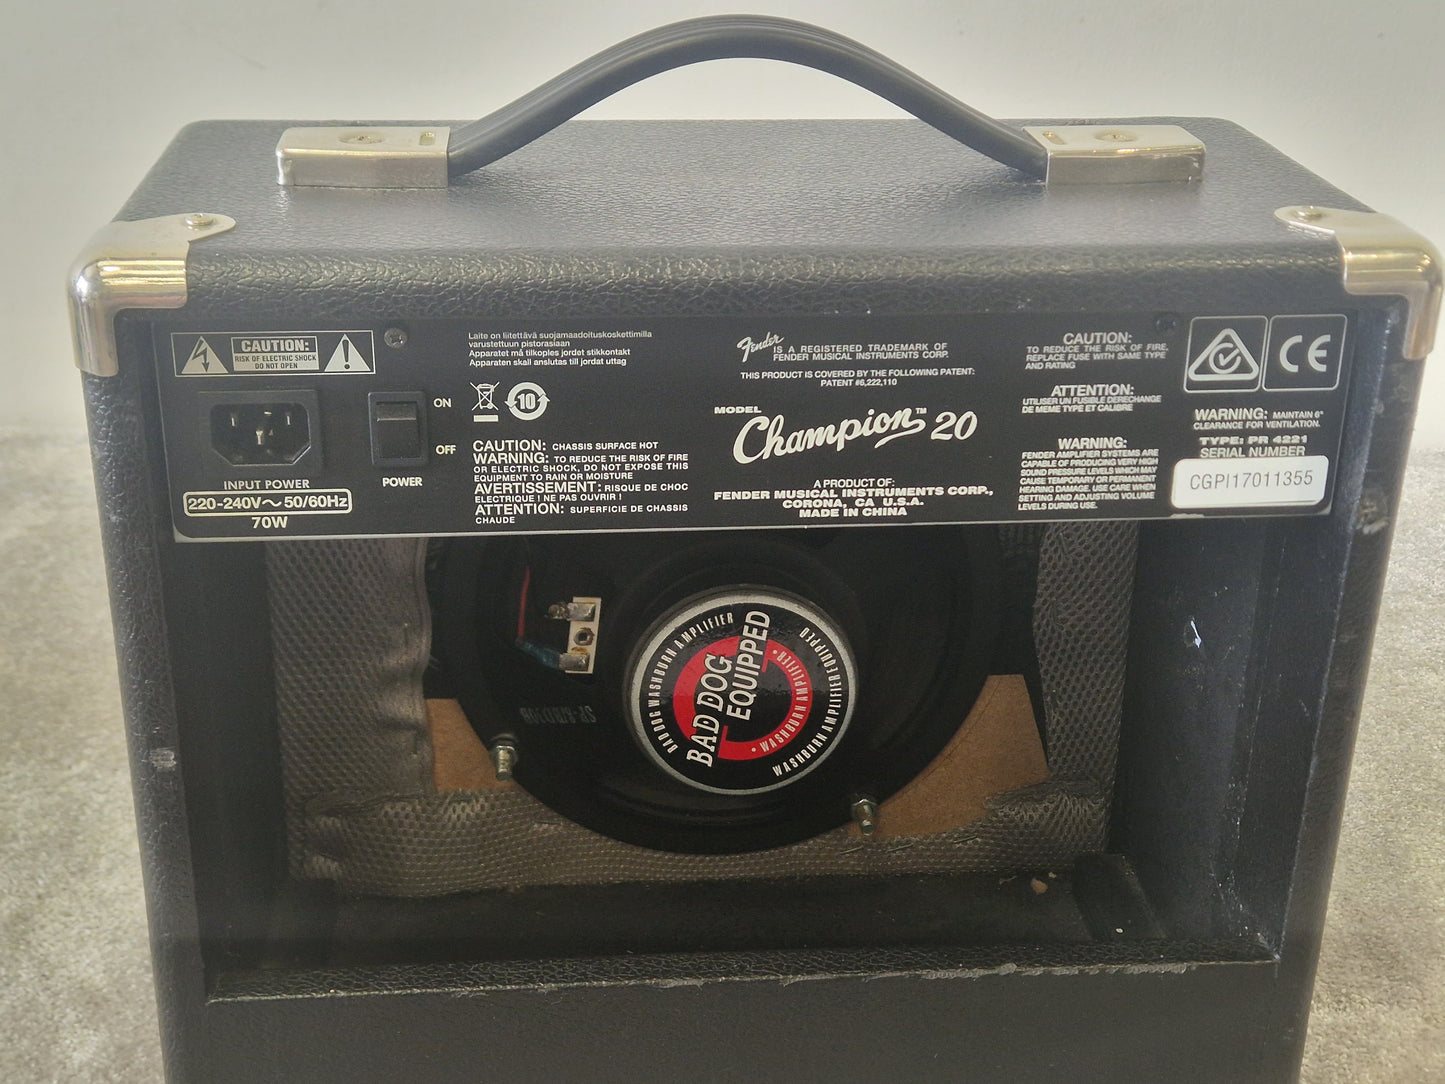 CAUTION:
RISK OF ELECTRIC SHOCK
DO NOT OPEN
INPUT POWER
220-240V～50/60Hz
70W
ON
OFF
POWER
Laite on liitettävä suojamaadoituskoskettimilla
varustettuun pistorasiaan
Apparatet må tilkoples jordet stikkontakt
Apparaten skall anslutas till jordat uttag
10
CAUTION: CHASSIS SURFACE HOT
WARNING: TO REDUCE THE RISK OF FIRE
OR ELECTRIC SHOCK, DO NOT EXPOSE THIS
EQUIPMENT TO RAIN OR MOISTURE
AVERTISSEMENT: RISQUE DE CHOC
ELECTRIQUE ! NE PAS OUVRIR !
ATTENTION: SUPERFICIE DE CHASSIS
CHAUDE
Fender IS A REGISTERED TRADEMARK OF
FENDER MUSICAL INSTRUMENTS CORP.
THIS PRODUCT IS COVERED BY THE FOLLOWING PATENT:
PATENT #6,222,110
MODEL
Champion™ 20
A PRODUCT OF:
FENDER MUSICAL INSTRUMENTS CORP.,
CORONA, CA U.S.A.
MADE IN CHINA
CAUTION:
TO REDUCE THE RISK OF FIRE,
REPLACE FUSE WITH SAME TYPE
AND RATING
ATTENTION:
UTILISER UN FUSIBLE DERECHANGE
DE MEME TYPE ET CALIBRE
WARNING:
FENDER AMPLIFIER SYSTEMS ARE
CAPABLE OF PRODUCING VERY HIGH
SOUND PRESSURE LEVELS WHICH MAY
CAUSE TEMPORARY OR PERMANENT
HEARING DAMAGE. USE CARE WHEN
SETTING AND ADJUSTING VOLUME
LEVELS DURING USE.
CE
WARNING: MAINTAIN 6"
CLEARANCE FOR VENTILATION.
TYPE: PR 4221
SERIAL NUMBER
CGPI17011355
BAD DOG WASHBURN AMPLIFIER
EQUIPPED
WASHBURN AMPLIFIER EQUIPPED
BAD DOG
EQUIPPED
• WASHBURN AMPLIFIER •